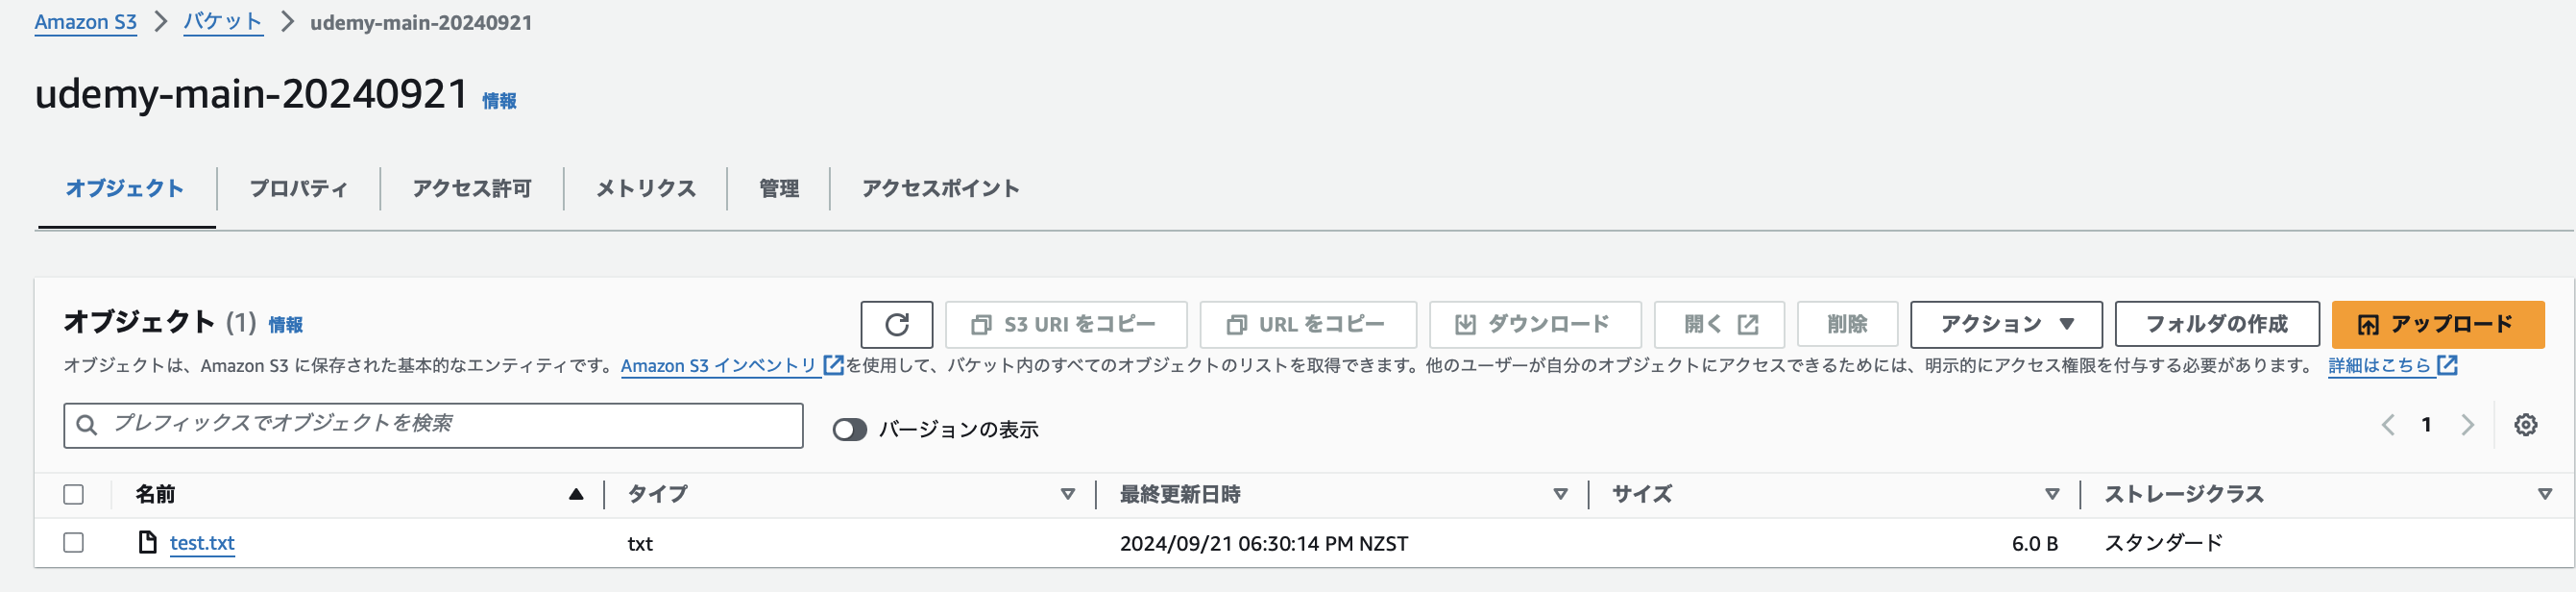 Amazon S3 > バケット > udemy-main-20240921
udemy-main-20240921 情報
オブジェクト プロパティ アクセス許可 メトリクス 管理 アクセスポイント
オブジェクト (1) 情報 S3 URI をコピー URL をコピー ダウンロード 開く 削除 アクション フォルダの作成 アップロード
オブジェクトは、Amazon S3 に保存された基本的なエンティティです。Amazon S3 インベントリ を使用して、バケット内のすべてのオブジェクトのリストを取得できます。他のユーザーが自分のオブジェクトにアクセスできるためには、明示的にアクセス権限を付与する必要があります。 詳細はこちら
プレフィックスでオブジェクトを検索 バージョンの表示 1
名前 タイプ 最終更新日時 サイズ ストレージクラス
test.txt txt 2024/09/21 06:30:14 PM NZST 6.0 B スタンダード